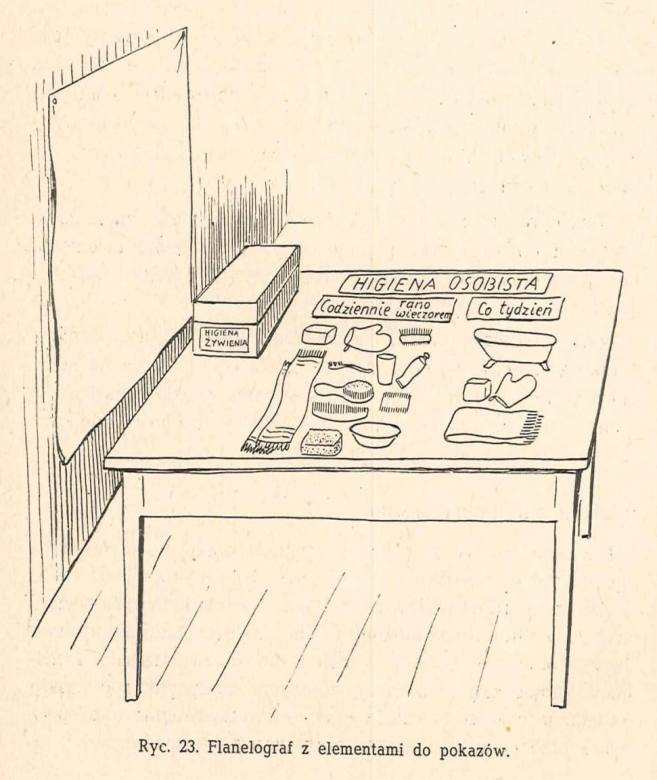 HIGIENA OSOBISTA
Codziennie rano wieczorem
Co tydzień
HIGIENA
ŻYWIENIA
Ryc. 23. Flanelograf z elementami do pokazów.